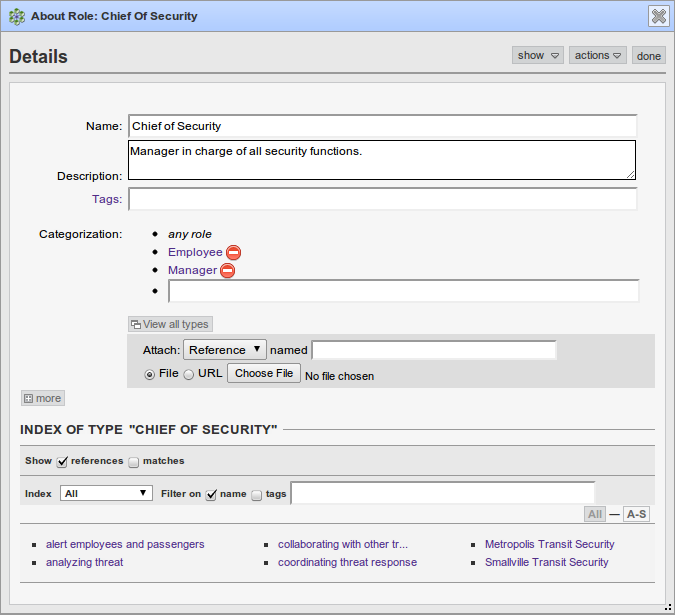 About Role: Chief Of Security
Details
show
actions
done
Name: Chief of Security
Description: Manager in charge of all security functions.
Tags:
Categorization:
any role
Employee
Manager
View all types
Attach: Reference named
File URL Choose File No file chosen
more
INDEX OF TYPE "CHIEF OF SECURITY"
Show references matches
Index All Filter on name tags
All — A-S
alert employees and passengers collaborating with other tr... Metropolis Transit Security
analyzing threat coordinating threat response Smallville Transit Security